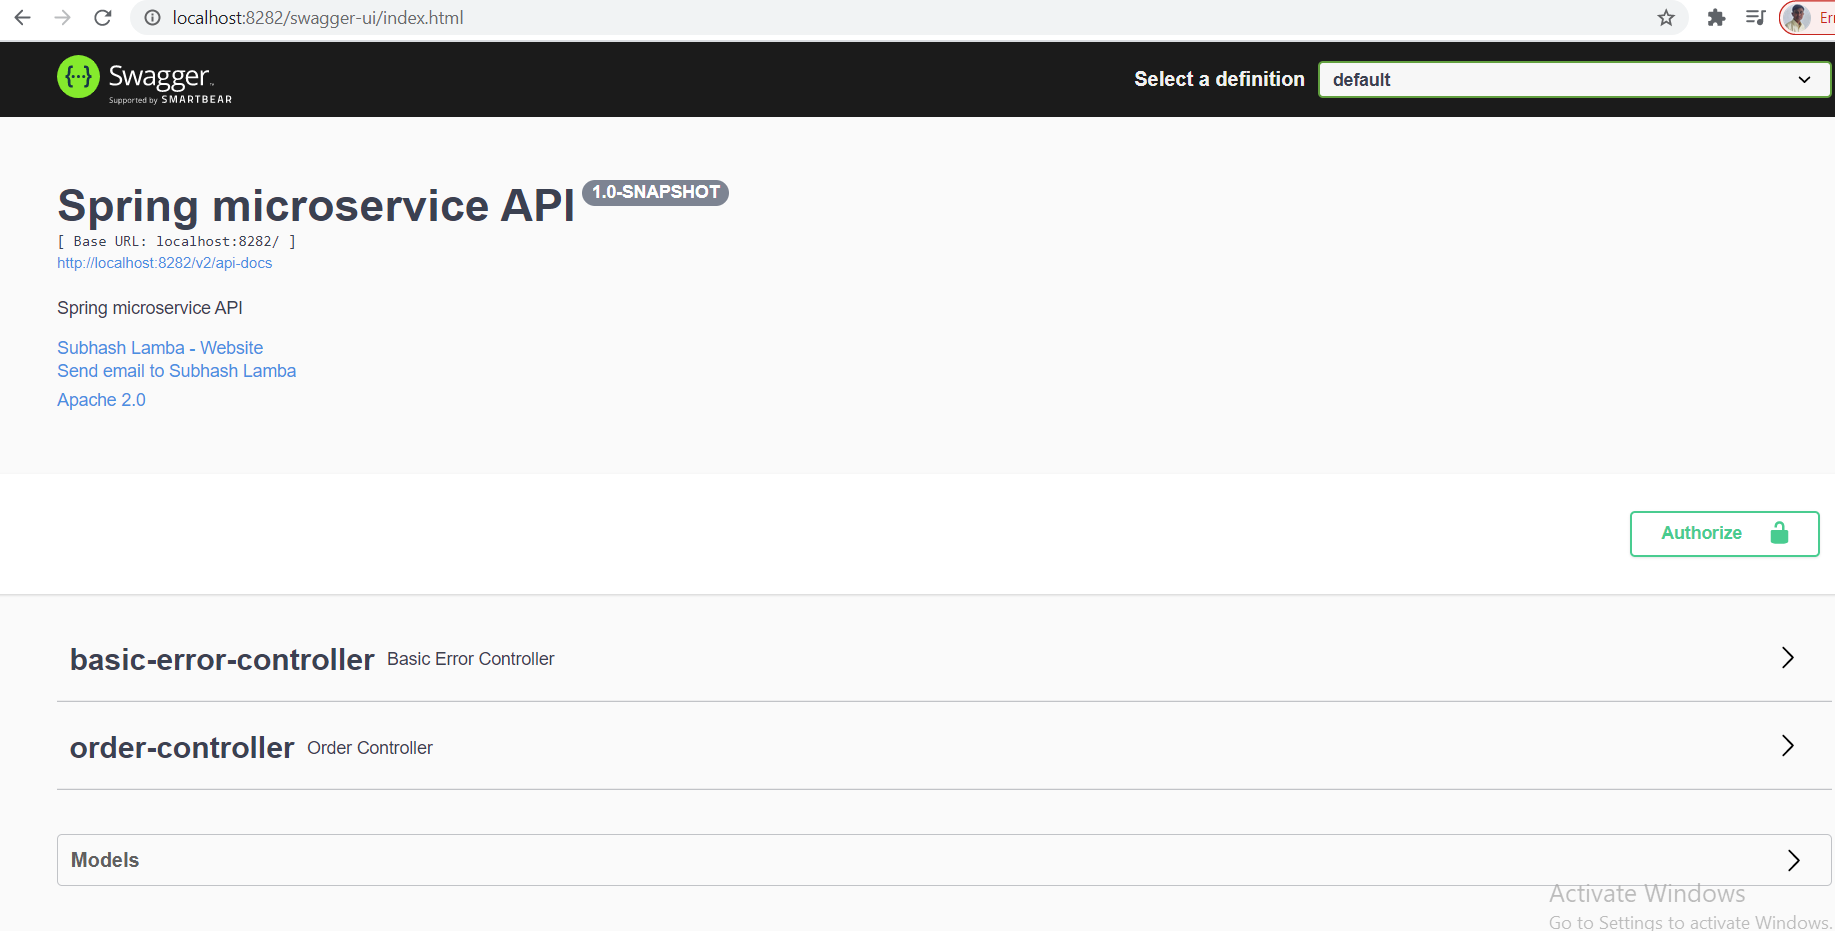 localhost:8282/swagger-ui/index.html
Swagger
Supported by SMARTBEAR
Select a definition
default
Spring microservice API 1.0-SNAPSHOT
[ Base URL: localhost:8282/ ]
http://localhost:8282/v2/api-docs
Spring microservice API
Subhash Lamba - Website
Send email to Subhash Lamba
Apache 2.0
Authorize
basic-error-controller Basic Error Controller
order-controller Order Controller
Models
Activate Windows
Go to Settings to activate Windows.